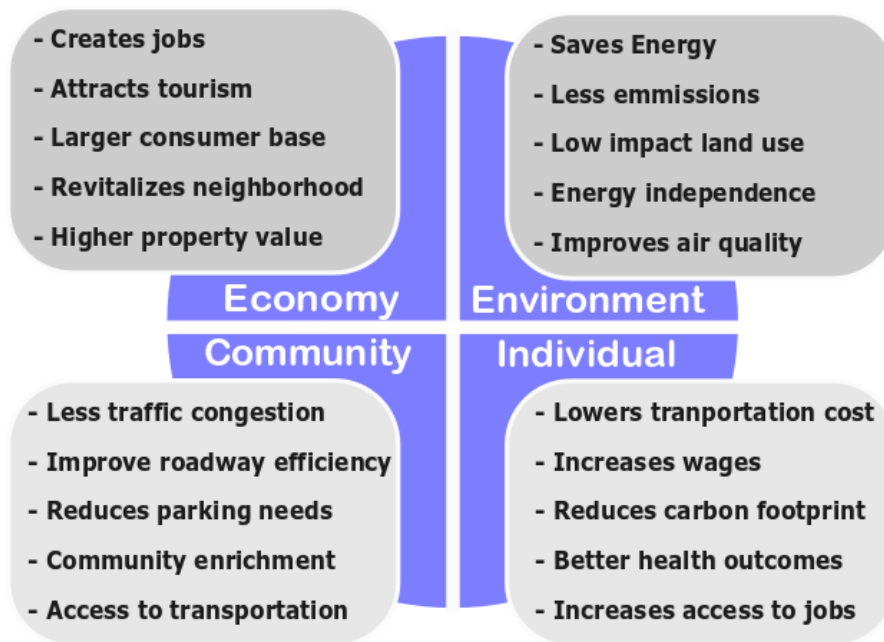 - Creates jobs
- Attracts tourism
- Larger consumer base
- Revitalizes neighborhood
- Higher property value
Economy
- Saves Energy
- Less emmissions
- Low impact land use
- Energy independence
- Improves air quality
Environment
Community
- Less traffic congestion
- Improve roadway efficiency
- Reduces parking needs
- Community enrichment
- Access to transportation
Individual
- Lowers tranportation cost
- Increases wages
- Reduces carbon footprint
- Better health outcomes
- Increases access to jobs